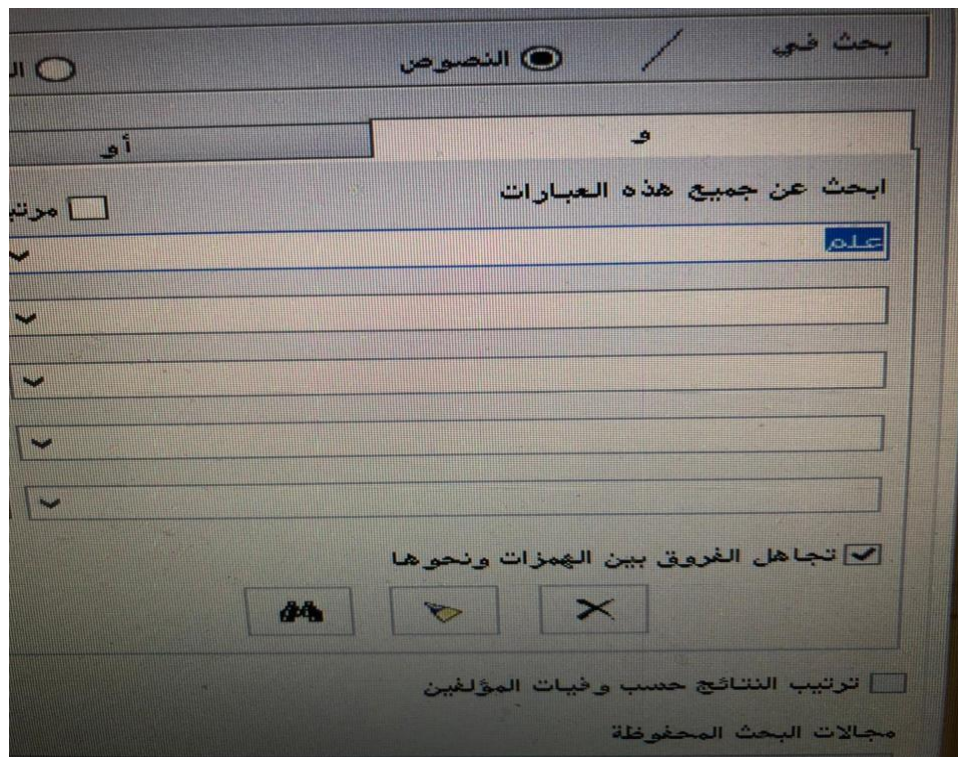 بحث في / النصوص
و أو
ابحث عن جميع هذه العبارات
علم
تجاهل الفروق بين الهمزات ونحوها
ترتيب النتائج حسب وفيات المؤلفين
مجالات البحث المحفوظة